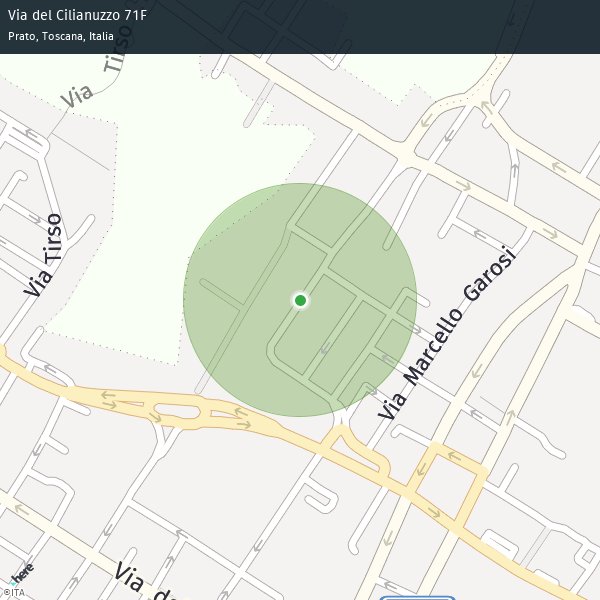 Via del Cilianuzzo 71F
Prato, Toscana, Italia
Via Tirso
Via Tirso
Via Marcello Garosi
Via de
here
©ITA